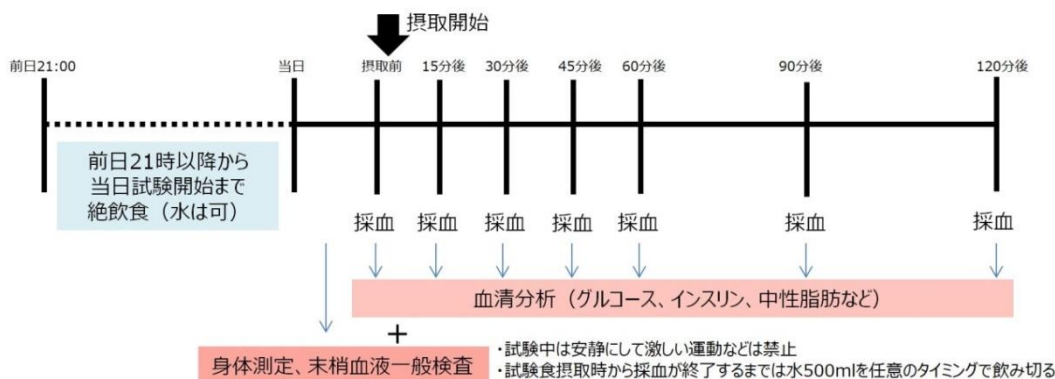 摂取開始
前日21:00
当日
摂取前
15分後
30分後
45分後
60分後
90分後
120分後
前日21時以降から
当日試験開始まで
絶飲食（水は可）
採血
採血
採血
採血
採血
採血
採血
血清分析（グルコース、インスリン、中性脂肪など）
+
身体測定、末梢血液一般検査
・試験中は安静にして激しい運動などは禁止
・試験食摂取時から採血が終了するまでは水500mlを任意のタイミングで飲み切る